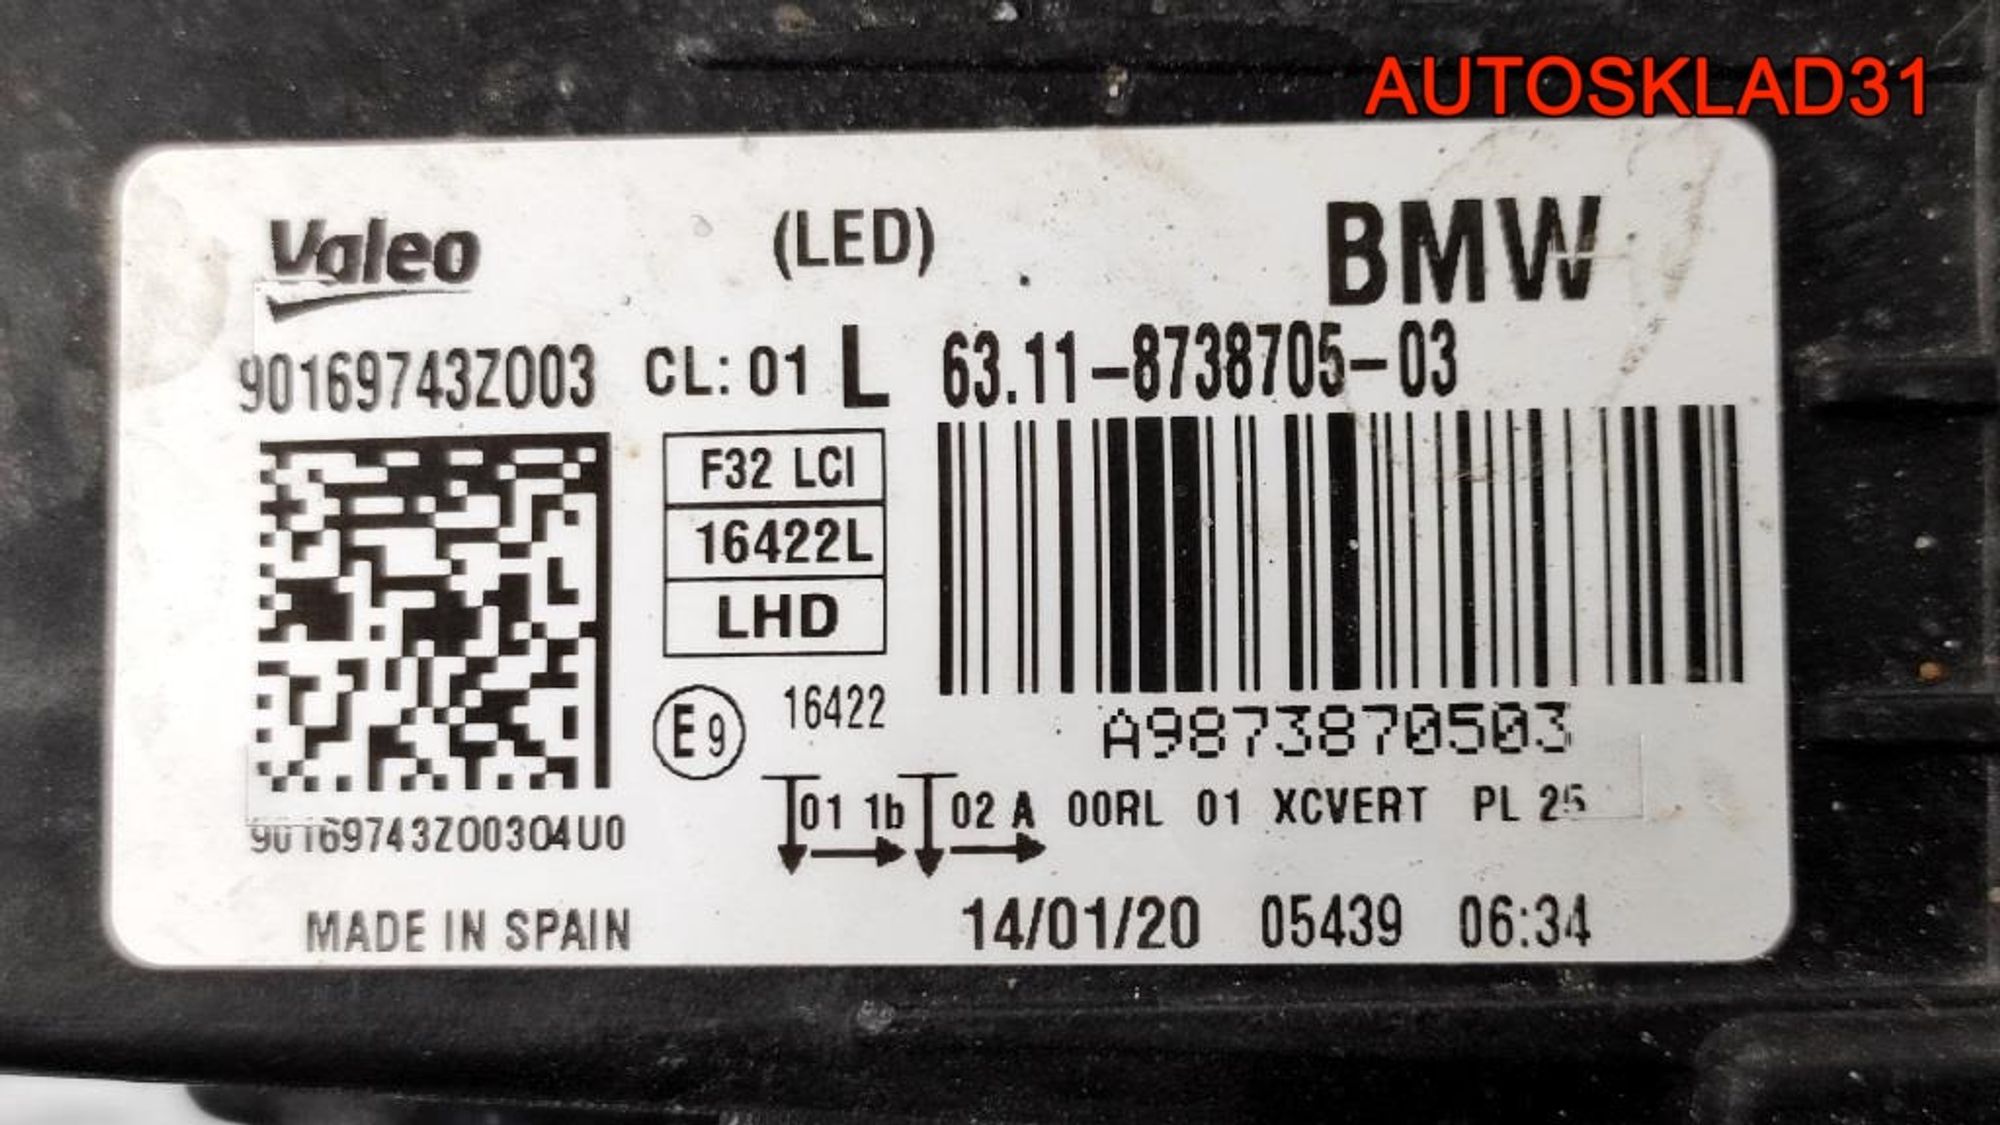 AUTOSKLAD31
Valeo (LED) BMW
90169743Z003 CL: 01 L 63.11-8738705-03
F32 LCI
16422L
LHD
E9 16422
A9873870503
01 1b 02 A 00RL 01 XCVERT PL 25
90169743Z00304U0
MADE IN SPAIN 14/01/20 05439 06:34